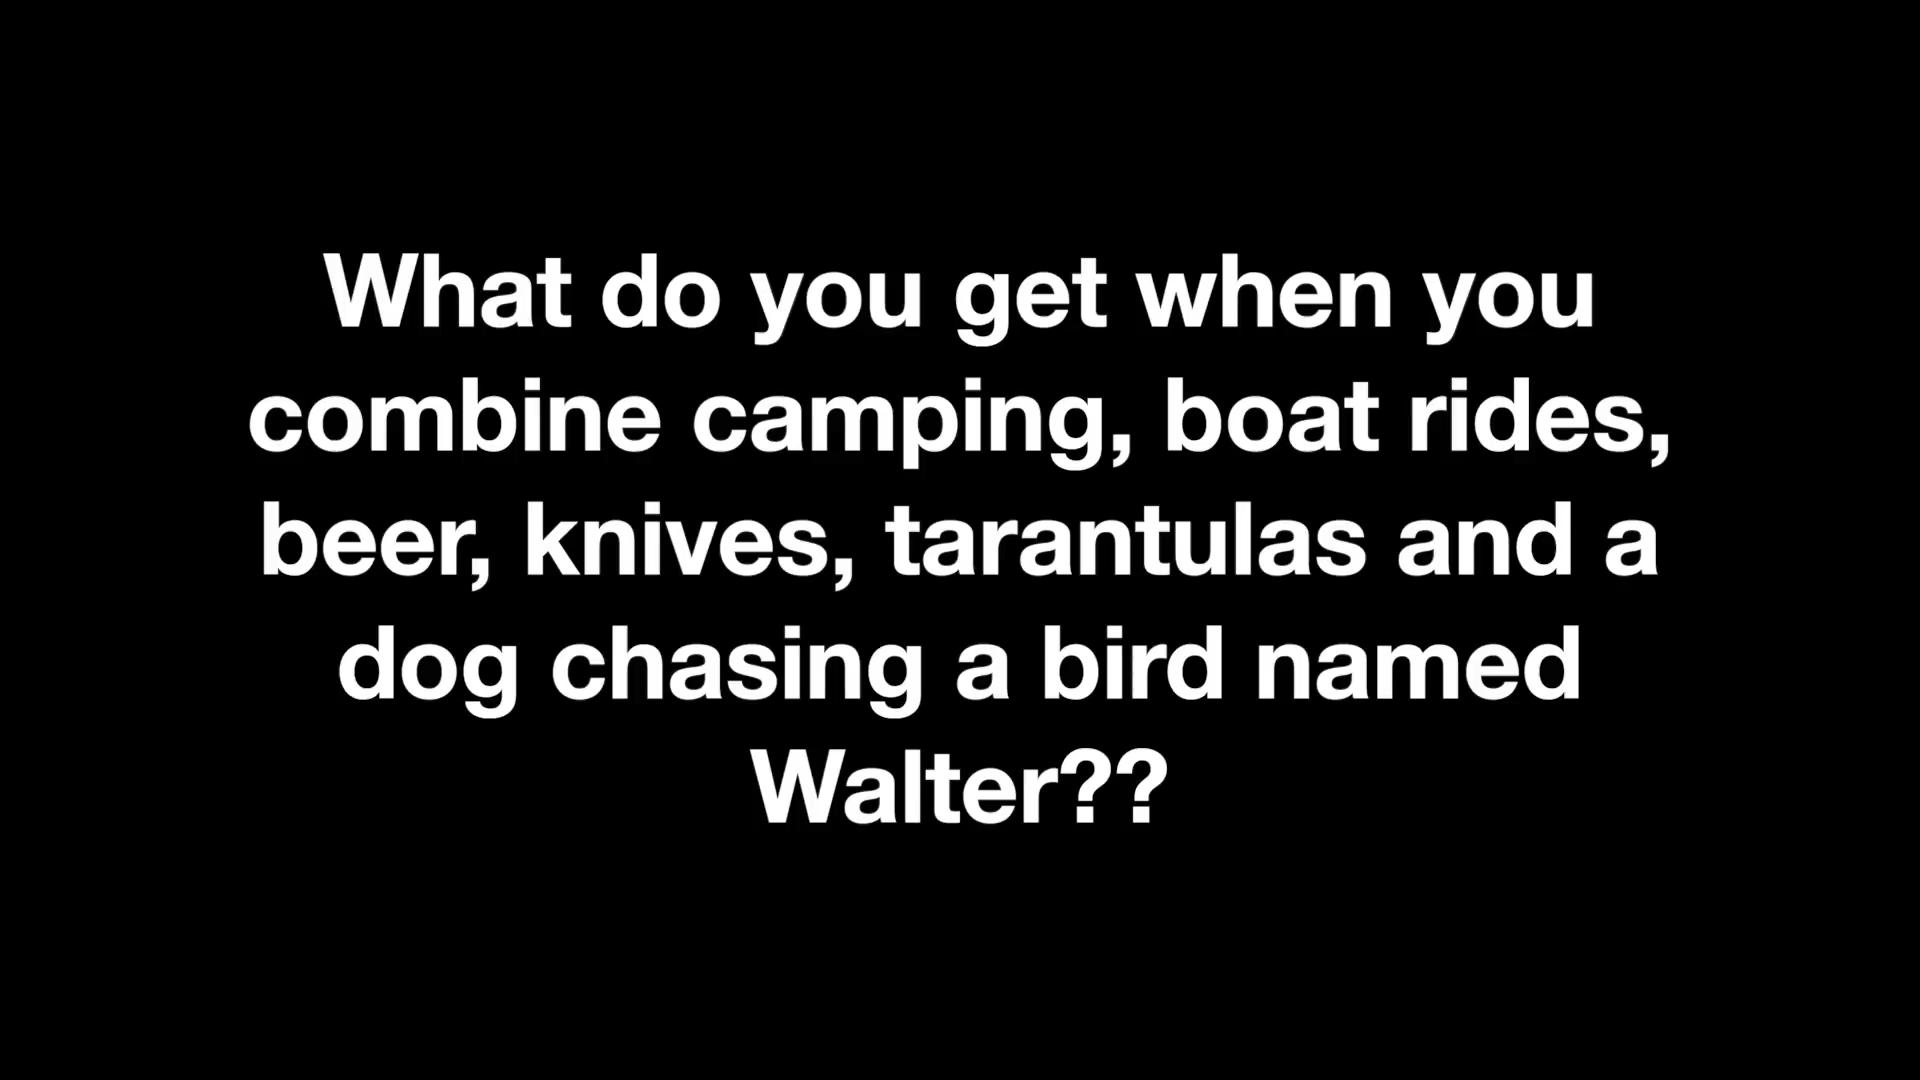 What do you get when you
combine camping, boat rides,
beer, knives, tarantulas and a
dog chasing a bird named
Walter??